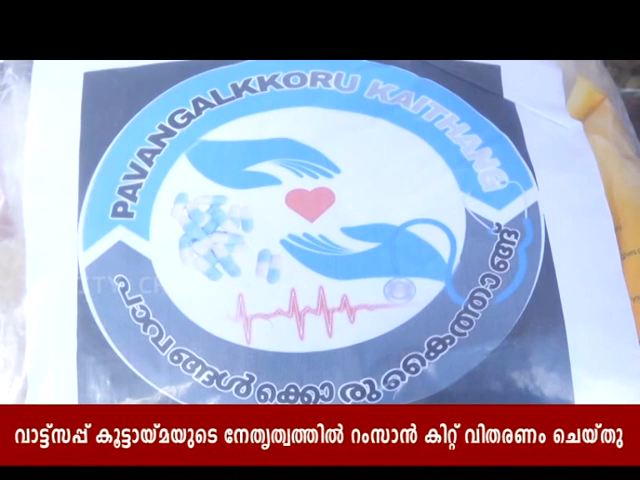 PAVANGALKKORU KAITHANG
പാവങ്ങൾക്കൊരു കൈത്താങ്ങ്
വാട്ട്സപ്പ് കൂട്ടായ്മയുടെ നേതൃത്വത്തിൽ റംസാൻ കിറ്റ് വിതരണം ചെയ്തു